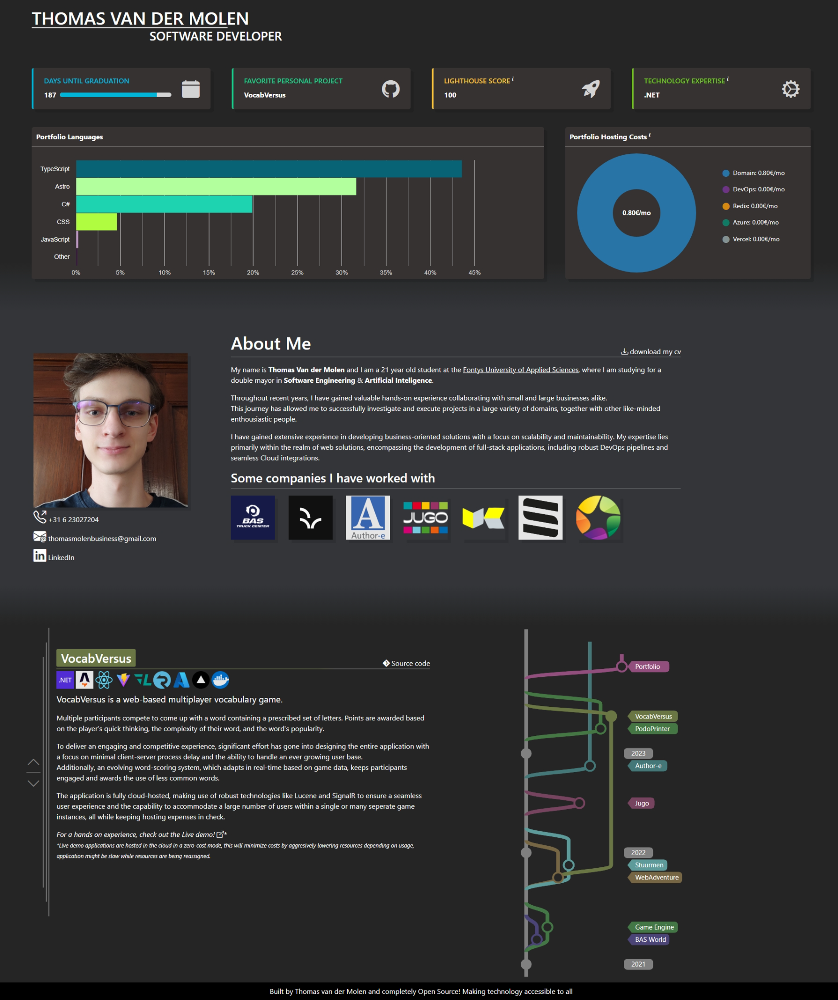 THOMAS VAN DER MOLEN
SOFTWARE DEVELOPER
DAYS UNTIL GRADUATION
187
FAVORITE PERSONAL PROJECT
VocabVersus
LIGHTHOUSE SCORE i
100
TECHNOLOGY EXPERTISE i
.NET
Portfolio Languages
TypeScript
Astro
C#
CSS
JavaScript
Other
0% 5% 10% 15% 20% 25% 30% 35% 40% 45%
Portfolio Hosting Costs i
0.80€/mo
Domain: 0.80€/mo
DevOps: 0.00€/mo
Redis: 0.00€/mo
Azure: 0.00€/mo
Vercel: 0.00€/mo
+31 6 23027204
thomasmolenbusiness@gmail.com
in LinkedIn
About Me
download my cv
My name is Thomas Van der Molen and I am a 21 year old student at the Fontys University of Applied Sciences, where I am studying for a
double mayor in Software Engineering & Artificial Inteligence.
Throughout recent years, I have gained valuable hands-on experience collaborating with small and large businesses alike.
This journey has allowed me to successfully investigate and execute projects in a large variety of domains, together with other like-minded
enthousiastic people.
I have gained extensive experience in developing business-oriented solutions with a focus on scalability and maintainability. My expertise lies
primarily within the realm of web solutions, encompassing the development of full-stack applications, including robust DevOps pipelines and
seamless Cloud integrations.
Some companies I have worked with
BAS
TRUCK CENTER
A
Author-e
JUGO
VocabVersus
Source code
.NET
VocabVersus is a web-based multiplayer vocabulary game.
Multiple participants compete to come up with a word containing a prescribed set of letters. Points are awarded based
on the player's quick thinking, the complexity of their word, and the word's popularity.
To deliver an engaging and competitive experience, significant effort has gone into designing the entire application with
a focus on minimal client-server process delay and the ability to handle an ever growing user base.
Additionally, an evolving word-scoring system, which adapts in real-time based on game data, keeps participants
engaged and awards the use of less common words.
The application is fully cloud-hosted, making use of robust technologies like Lucene and SignalR to ensure a seamless
user experience and the capability to accommodate a large number of users within a single or many seperate game
instances, all while keeping hosting expenses in check.
For a hands on experience, check out the Live demo! *
*Live demo applications are hosted in the cloud in a zero-cost mode, this will minimize costs by aggresively lowering resources depending on usage,
application might be slow while resources are being reassigned.
Portfolio
VocabVersus
PodoPrinter
2023
Author-e
Jugo
2022
Stuurmen
WebAdventure
Game Engine
BAS World
2021
Built by Thomas van der Molen and completely Open Source! Making technology accessible to all